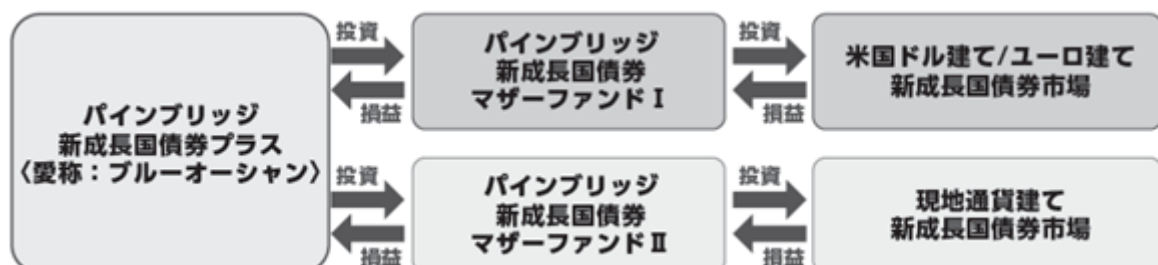 パインブリッジ
新成長国債券プラス
〈愛称：ブルーオーシャン〉
投資
損益
パインブリッジ
新成長国債券
マザーファンドⅠ
投資
損益
米国ドル建て/ユーロ建て
新成長国債券市場
投資
損益
パインブリッジ
新成長国債券
マザーファンドⅡ
投資
損益
現地通貨建て
新成長国債券市場